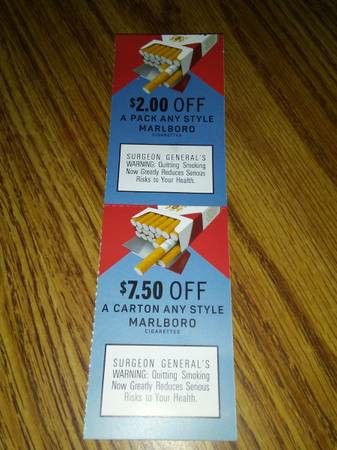 $2.00 OFF
A PACK ANY STYLE
MARLBORO
CIGARETTES
SURGEON GENERAL'S
WARNING: Quitting Smoking
Now Greatly Reduces Serious
Risks to Your Health.
$7.50 OFF
A CARTON ANY STYLE
MARLBORO
CIGARETTES
SURGEON GENERAL'S
WARNING: Quitting Smoking
Now Greatly Reduces Serious
Risks to Your Health.